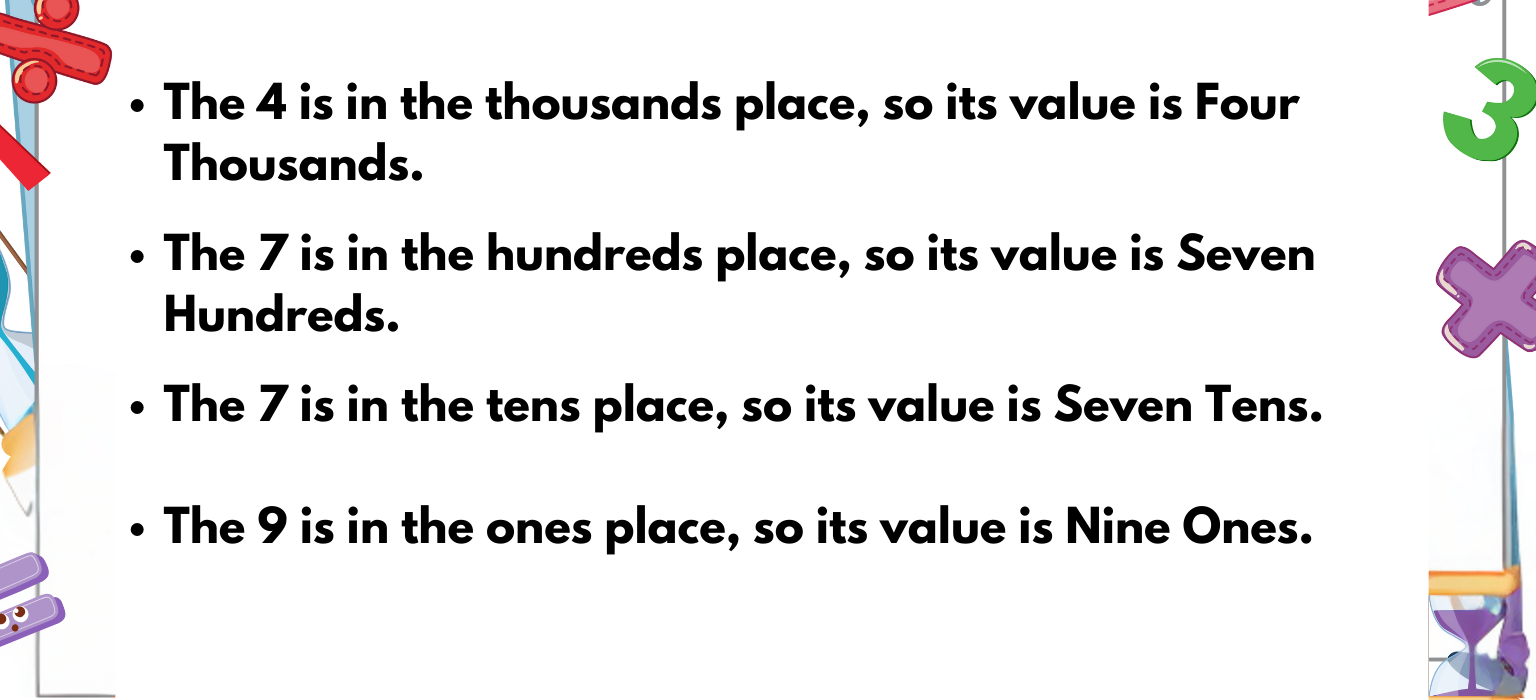 • The 4 is in the thousands place, so its value is Four
Thousands.
• The 7 is in the hundreds place, so its value is Seven
Hundreds.
• The 7 is in the tens place, so its value is Seven Tens.
• The 9 is in the ones place, so its value is Nine Ones.
3